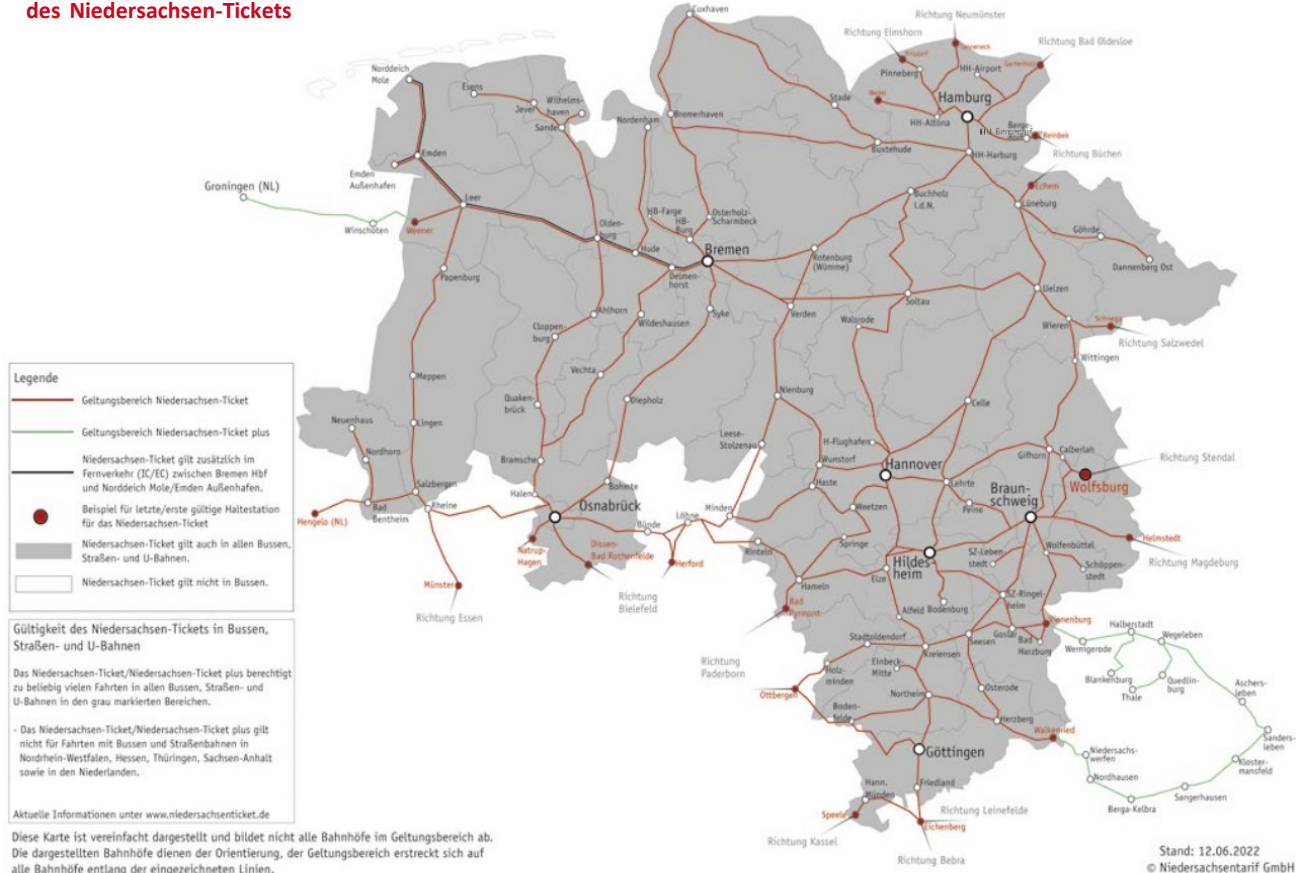 des Niedersachsen-Tickets
Cuxhaven
Richtung Neumünster
Richtung Elmshorn
Richtung Bad Oldesloe
Norddeich
Mole
Esens
Jever
Wilhelms-
haven
Sande
Nordenham
Bremerhaven
Stade
Pinneberg
HH-Airport
Wedel
Hamburg
HH-Altona
Reinbek
Richtung Büchen
Buxtehude
HH-Harburg
Emden
Emden
Außenhafen
Groningen (NL)
Winschoten
Weener
Leer
Olden-
burg
Hude
HB-Farge
HB-
Burg
Osterholz-
Scharmbeck
Bremen
Delmen-
horst
Rotenburg
(Wümme)
Buchholz
i.d.N.
Echem
Lüneburg
Göhrde
Dannenberg Ost
Papenburg
Ahlhorn
Cloppen-
burg
Wildeshausen
Syke
Verden
Walsrode
Soltau
Uelzen
Wieren
Schnega
Richtung Salzwedel
Wittingen
Meppen
Vechta
Quaken-
brück
Diepholz
Nienburg
Celle
Neuenhaus
Nordhorn
Lingen
Bramsche
Leese-
Stolzenau
H-Flughafen
Wunstorf
Hannover
Gifhorn
Calberlah
Richtung Stendal
Wolfsburg
Salzbergen
Rheine
Halen
Bohmte
Haste
Lehrte
Peine
Braun-
schweig
Hengelo (NL)
Bad
Bentheim
Osnabrück
Bünde
Löhne
Minden
Weetzen
Natrup-
Hagen
Dissen-
Bad Rothenfelde
Herford
Rinteln
Springe
Hildes-
heim
SZ-Leben
stedt
Wolfenbüttel
Schöppen-
stedt
Helmstedt
Richtung Magdeburg
Münster
Richtung Essen
Richtung
Bielefeld
Hameln
Elze
Bad
Pyrmont
Alfeld
Bodenburg
SZ-Ringel-
heim
Goslar
Bad
Harzburg
Vienenburg
Halberstadt
Wegeleben
Wernigerode
Stadtoldendorf
Kreiensen
Seesen
Richtung
Paderborn
Holz-
minden
Einbeck-
Mitte
Blankenburg
Thale
Quedlin-
burg
Aschers-
leben
Ottbergen
Boden-
felde
Northeim
Osterode
Herzberg
Walkenried
Sanders-
leben
Göttingen
Niedersachs-
werfen
Kloster-
mansfeld
Nordhausen
Hann.
Münden
Friedland
Berga-Kelbra
Sangerhausen
Speele
Richtung Leinefelde
Eichenberg
Richtung Kassel
Richtung Bebra
Legende
Geltungsbereich Niedersachsen-Ticket
Geltungsbereich Niedersachsen-Ticket plus
Niedersachsen-Ticket gilt zusätzlich im
Fernverkehr (IC/EC) zwischen Bremen Hbf
und Norddeich Mole/Emden Außenhafen.
Beispiel für letzte/erste gültige Haltestation
für das Niedersachsen-Ticket
Niedersachsen-Ticket gilt auch in allen Bussen,
Straßen- und U-Bahnen.
Niedersachsen-Ticket gilt nicht in Bussen.
Gültigkeit des Niedersachsen-Tickets in Bussen,
Straßen- und U-Bahnen
Das Niedersachsen-Ticket/Niedersachsen-Ticket plus berechtigt
zu beliebig vielen Fahrten in allen Bussen, Straßen- und
U-Bahnen in den grau markierten Bereichen.
- Das Niedersachsen-Ticket/Niedersachsen-Ticket plus gilt
nicht für Fahrten mit Bussen und Straßenbahnen in
Nordrhein-Westfalen, Hessen, Thüringen, Sachsen-Anhalt
sowie in den Niederlanden.
Aktuelle Informationen unter www.niedersachsenticket.de
Diese Karte ist vereinfacht dargestellt und bildet nicht alle Bahnhöfe im Geltungsbereich ab.
Die dargestellten Bahnhöfe dienen der Orientierung, der Geltungsbereich erstreckt sich auf
alle Bahnhöfe entlang der eingezeichneten Linien.
Stand: 12.06.2022
© Niedersachsentarif GmbH